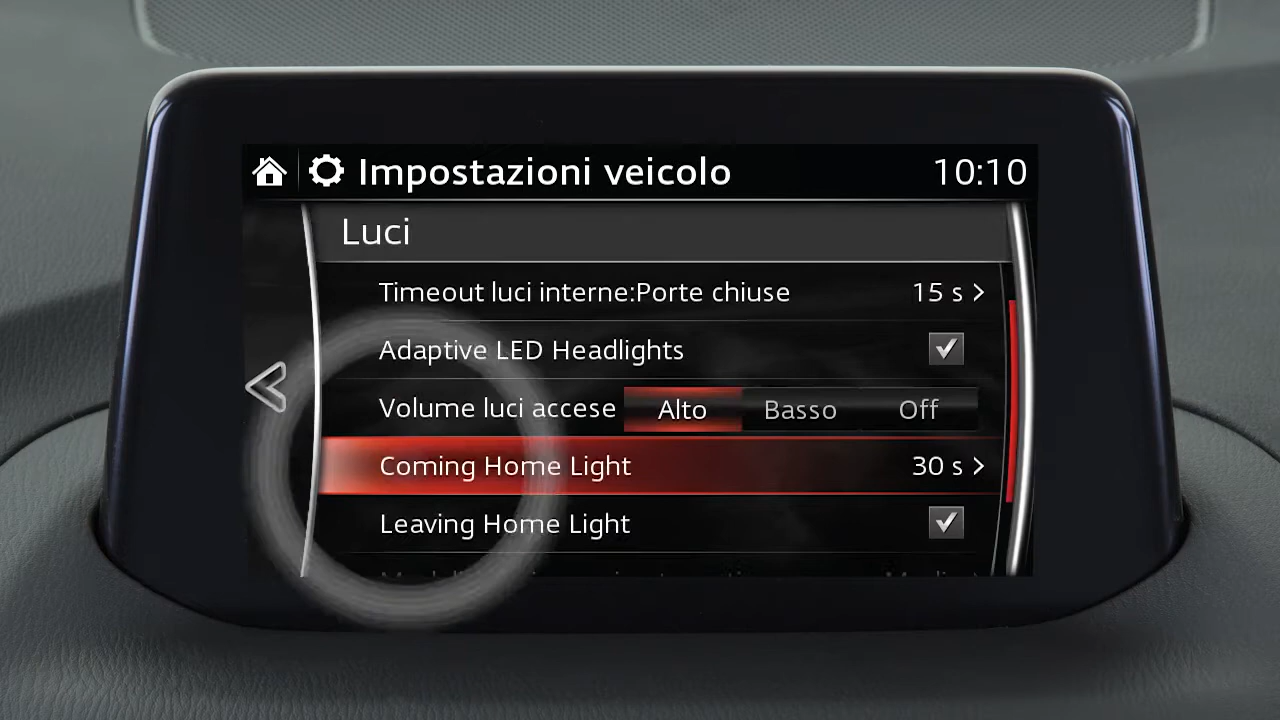 Impostazioni veicolo 10:10
Luci
Timeout luci interne:Porte chiuse 15 s
Adaptive LED Headlights
Volume luci accese Alto Basso Off
Coming Home Light 30 s
Leaving Home Light